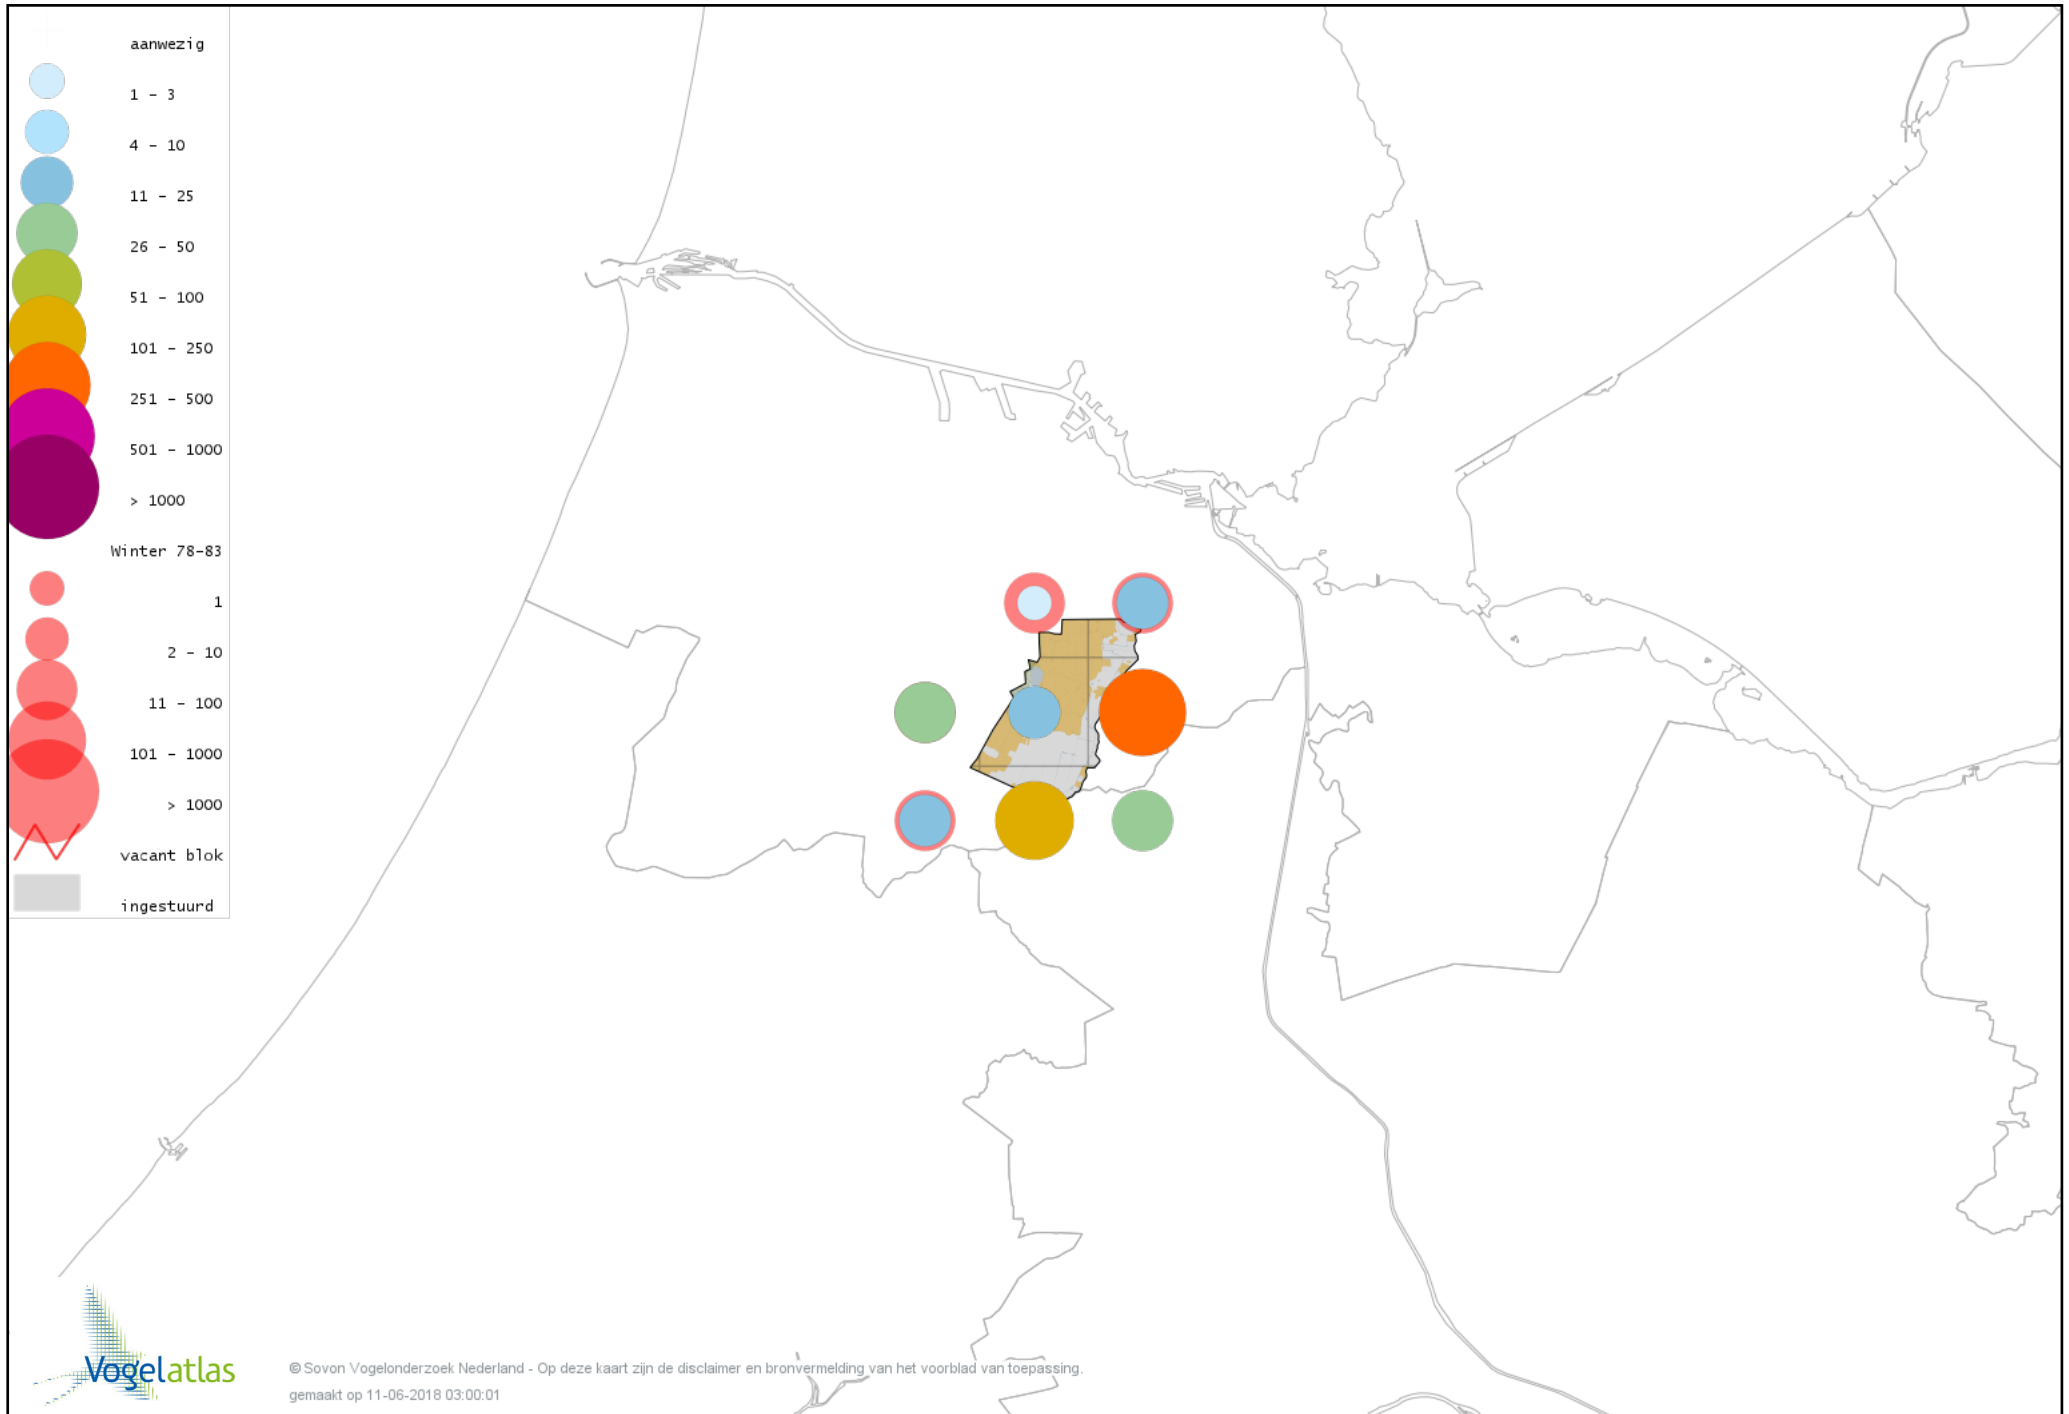 aanwezig
1 - 3
4 - 10
11 - 25
26 - 50
51 - 100
101 - 250
251 - 500
501 - 1000
> 1000
Winter 78-83
1
2 - 10
11 - 100
101 - 1000
> 1000
vacant blok
ingestuurd
Vogelatlas
© Sovon Vogelonderzoek Nederland - Op deze kaart zijn de disclaimer en bronvermelding van het voorblad van toepassing.
gemaakt op 11-06-2018 03:00:01